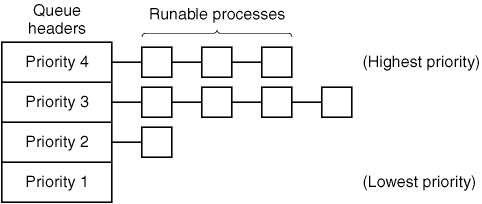 Queue
headers
Runable processes
Priority 4
(Highest priority)
Priority 3
Priority 2
Priority 1
(Lowest priority)